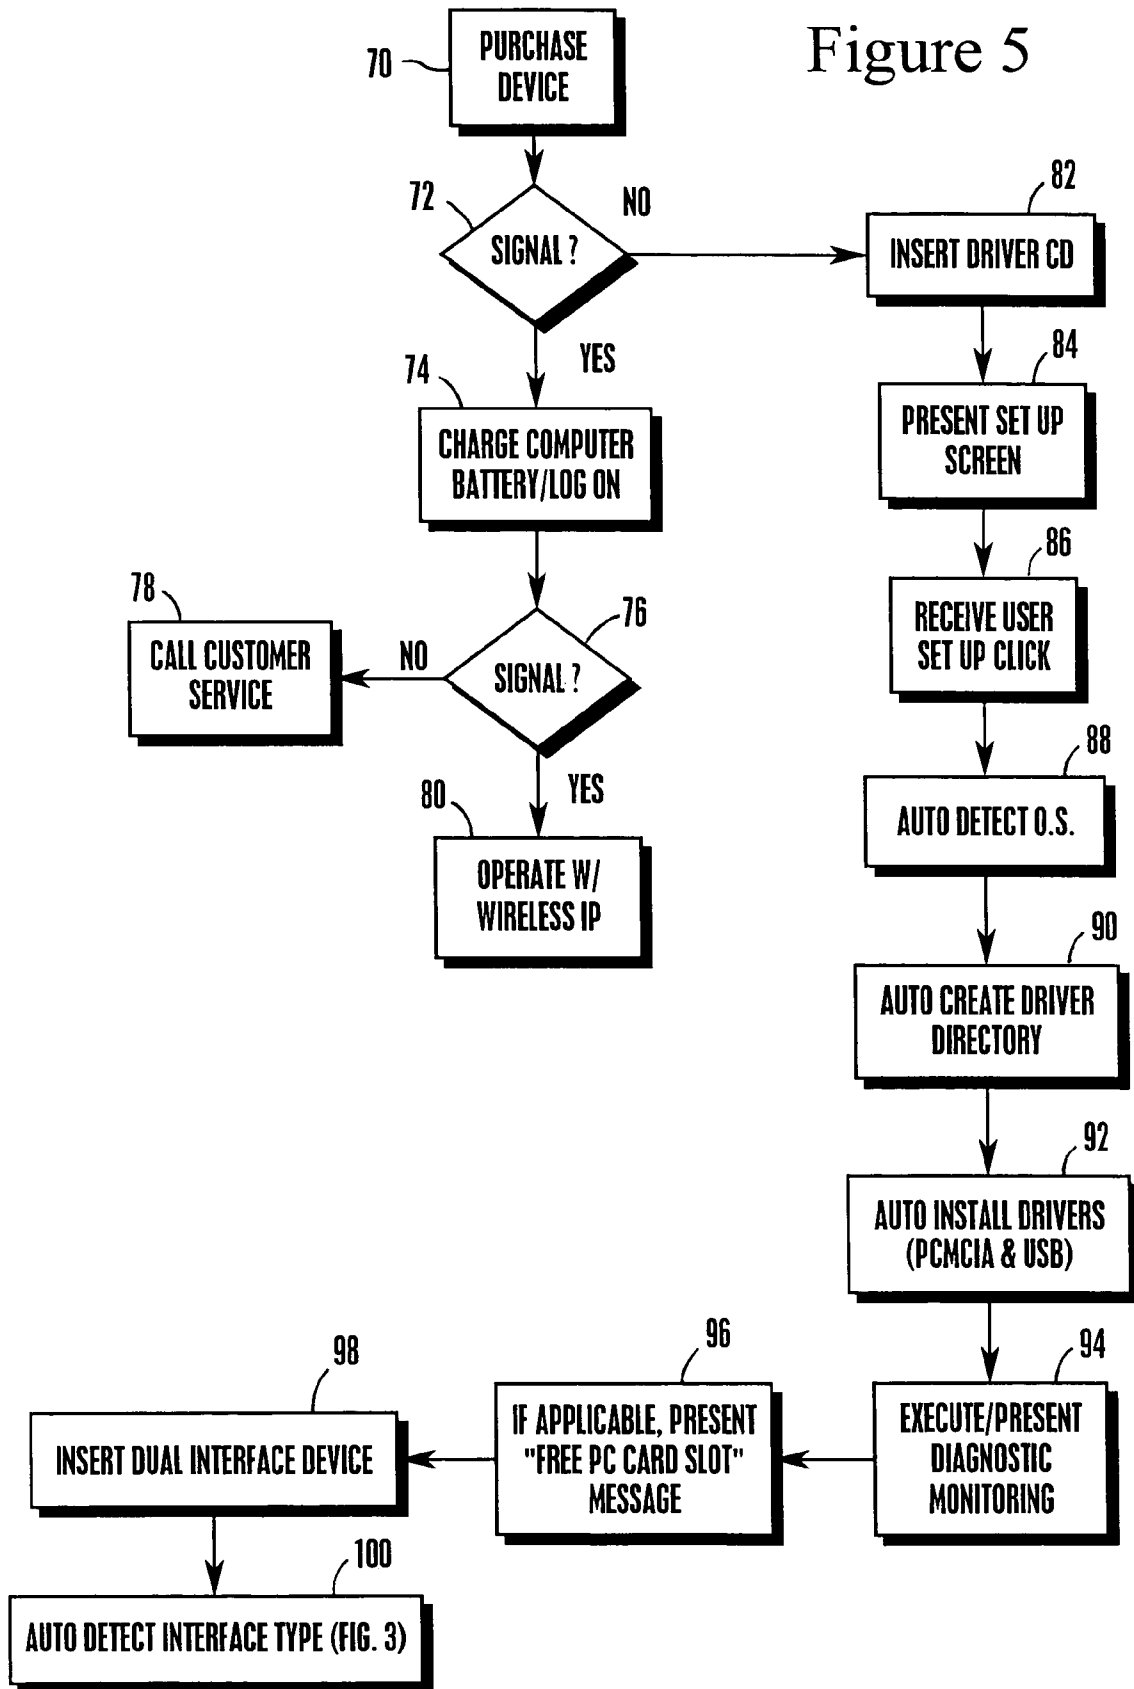 Figure 5
70
PURCHASE
DEVICE
72
SIGNAL ?
NO
YES
82
INSERT DRIVER CD
74
CHARGE COMPUTER
BATTERY/LOG ON
84
PRESENT SET UP
SCREEN
76
SIGNAL ?
NO
YES
78
CALL CUSTOMER
SERVICE
86
RECEIVE USER
SET UP CLICK
80
OPERATE W/
WIRELESS IP
88
AUTO DETECT O.S.
90
AUTO CREATE DRIVER
DIRECTORY
92
AUTO INSTALL DRIVERS
(PCMCIA & USB)
94
EXECUTE/PRESENT
DIAGNOSTIC
MONITORING
96
IF APPLICABLE, PRESENT
"FREE PC CARD SLOT"
MESSAGE
98
INSERT DUAL INTERFACE DEVICE
100
AUTO DETECT INTERFACE TYPE (FIG. 3)